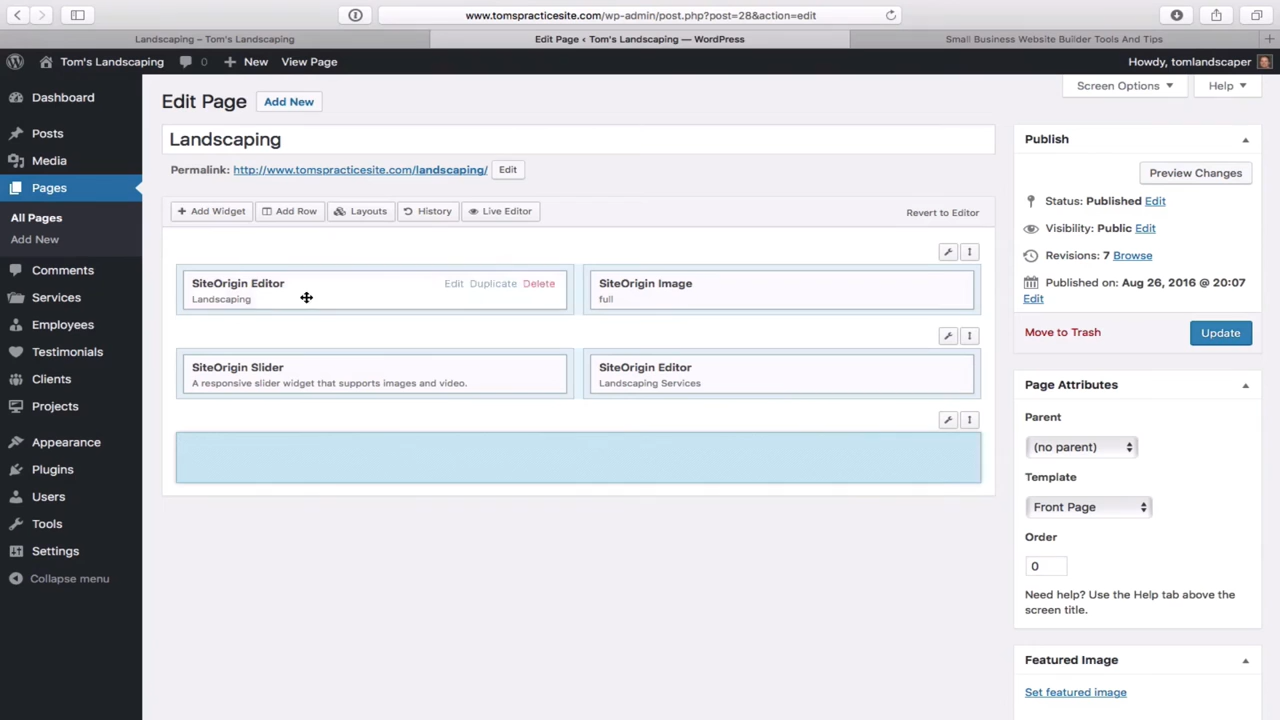 www.tomspracticesite.com/wp-admin/post.php?post=28&action=edit
Landscaping – Tom's Landscaping
Edit Page ‹ Tom's Landscaping — WordPress
Small Business Website Builder Tools And Tips
Tom's Landscaping
0
New
View Page
Howdy, tomlandscaper
Dashboard
Posts
Media
Pages
All Pages
Add New
Comments
Services
Employees
Testimonials
Clients
Projects
Appearance
Plugins
Users
Tools
Settings
Collapse menu
Screen Options
Help
Edit Page
Add New
Landscaping
Permalink: http://www.tomspracticesite.com/landscaping/ Edit
Add Widget
Add Row
Layouts
History
Live Editor
Revert to Editor
SiteOrigin Editor
Edit Duplicate Delete
Landscaping
SiteOrigin Image
full
SiteOrigin Slider
A responsive slider widget that supports images and video.
SiteOrigin Editor
Landscaping Services
Publish
Preview Changes
Status: Published Edit
Visibility: Public Edit
Revisions: 7 Browse
Published on: Aug 26, 2016 @ 20:07
Edit
Move to Trash
Update
Page Attributes
Parent
(no parent)
Template
Front Page
Order
0
Need help? Use the Help tab above the
screen title.
Featured Image
Set featured image